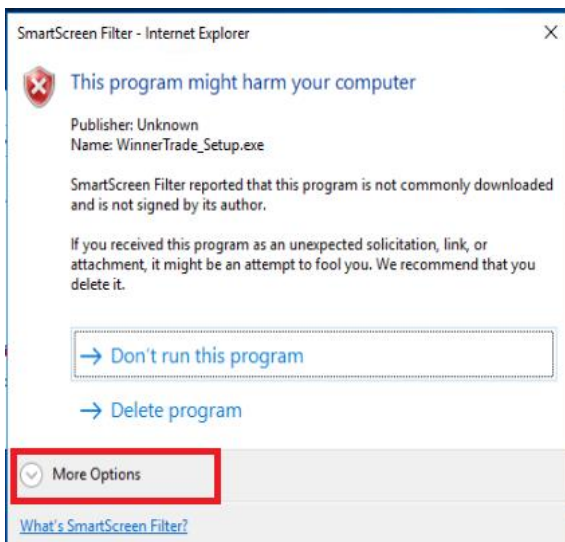 SmartScreen Filter - Internet Explorer
This program might harm your computer
Publisher: Unknown
Name: WinnerTrade_Setup.exe
SmartScreen Filter reported that this program is not commonly downloaded
and is not signed by its author.
If you received this program as an unexpected solicitation, link, or
attachment, it might be an attempt to fool you. We recommend that you
delete it.
Don't run this program
Delete program
More Options
What's SmartScreen Filter?